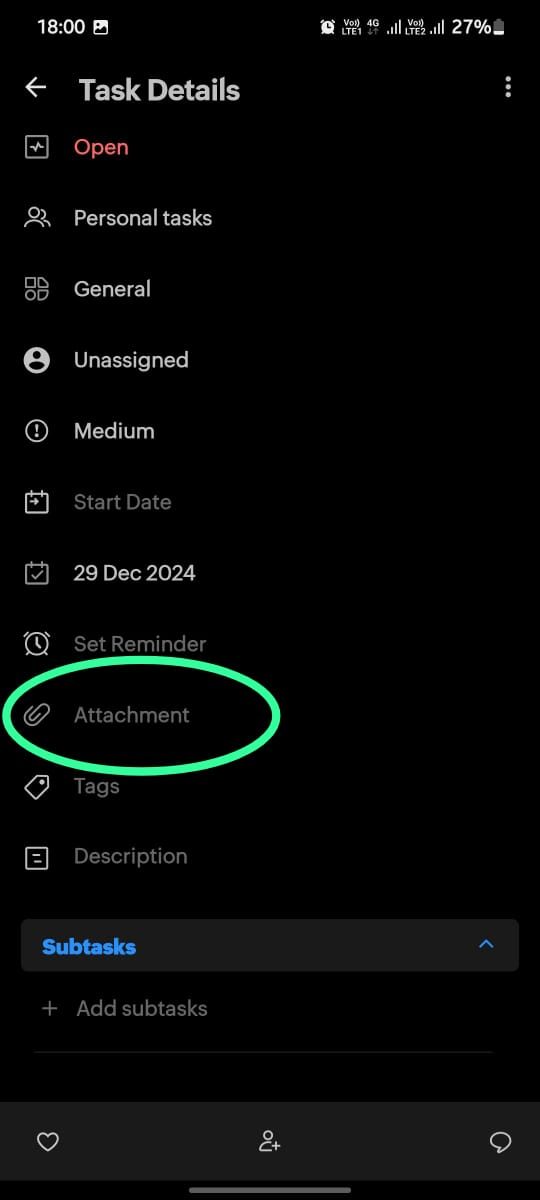 18:00
Vo)) LTE1 4G Vo)) LTE2 27%
Task Details
Open
Personal tasks
General
Unassigned
Medium
Start Date
29 Dec 2024
Set Reminder
Attachment
Tags
Description
Subtasks
+ Add subtasks